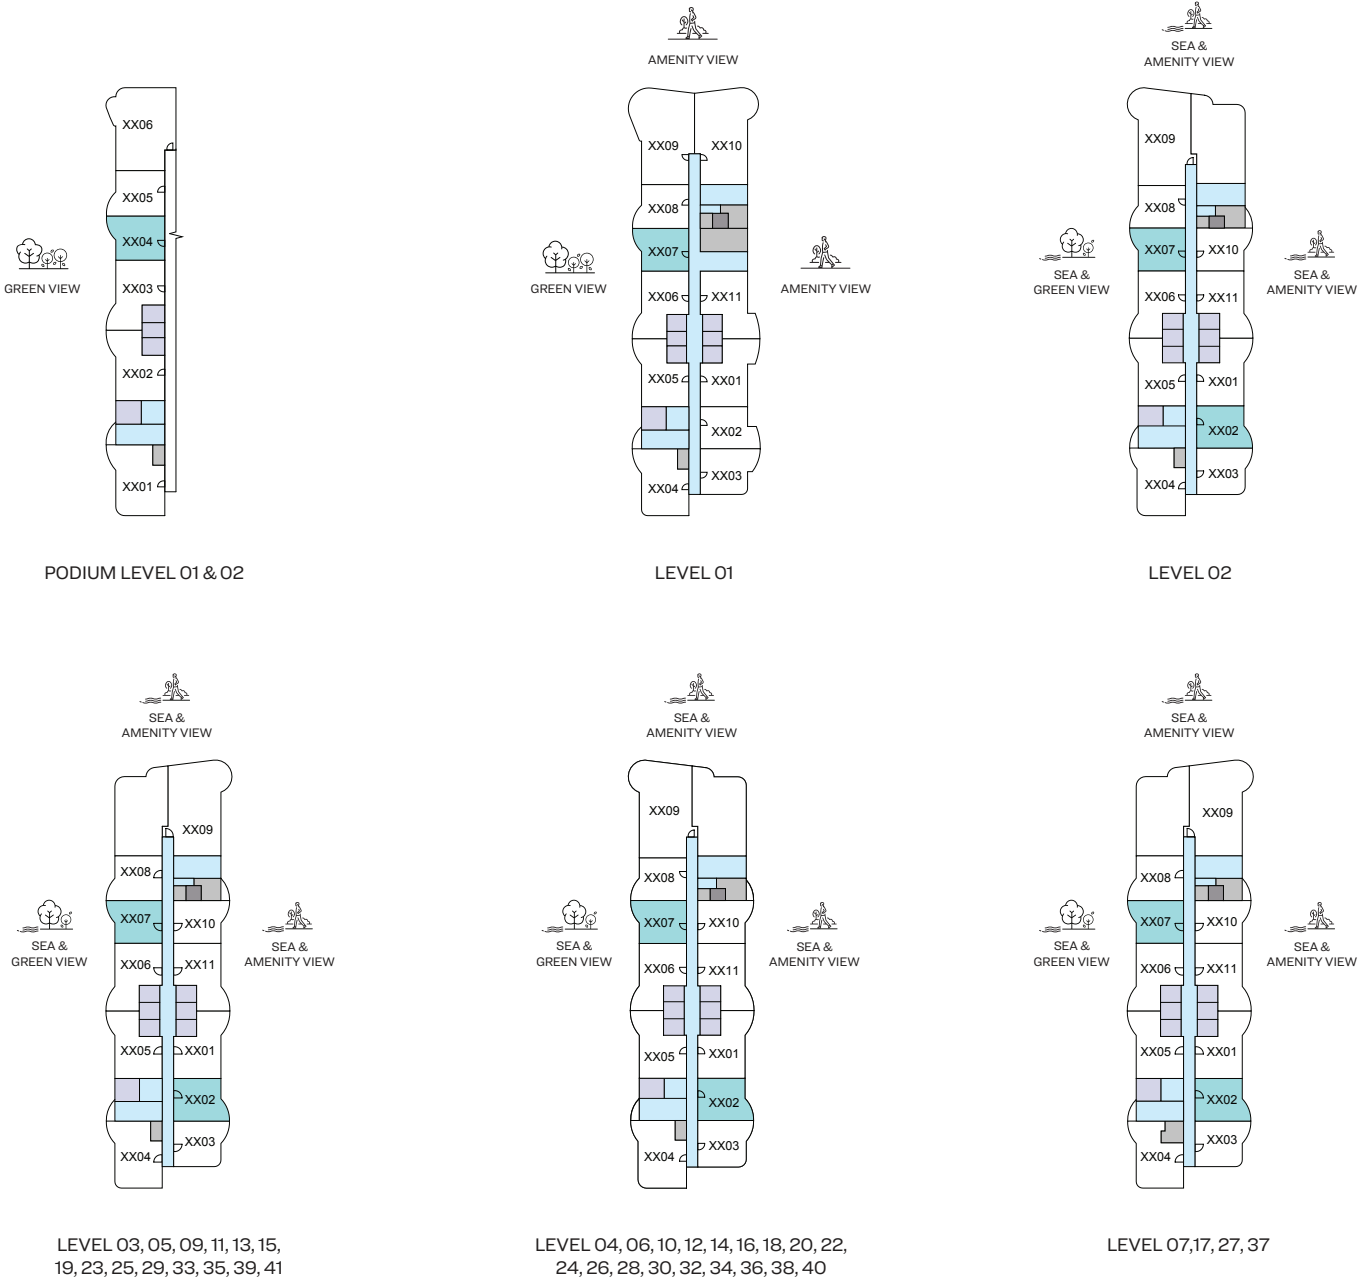 AMENITY VIEW
SEA &
AMENITY VIEW
XX06
XX05
XX04
XX03
XX02
XX01
GREEN VIEW
PODIUM LEVEL 01 & 02
XX09
XX10
XX08
XX07
XX06
XX11
XX05
XX01
XX02
XX03
XX04
GREEN VIEW
AMENITY VIEW
LEVEL 01
XX09
XX08
XX07
XX10
XX06
XX11
XX05
XX01
XX02
XX03
XX04
SEA &
GREEN VIEW
SEA &
AMENITY VIEW
LEVEL 02
SEA &
AMENITY VIEW
XX09
XX08
XX07
XX10
XX06
XX11
XX05
XX01
XX02
XX03
XX04
SEA &
GREEN VIEW
SEA &
AMENITY VIEW
LEVEL 03, 05, 09, 11, 13, 15,
19, 23, 25, 29, 33, 35, 39, 41
SEA &
AMENITY VIEW
XX09
XX08
XX07
XX10
XX06
XX11
XX05
XX01
XX02
XX03
XX04
SEA &
GREEN VIEW
SEA &
AMENITY VIEW
LEVEL 04, 06, 10, 12, 14, 16, 18, 20, 22,
24, 26, 28, 30, 32, 34, 36, 38, 40
SEA &
AMENITY VIEW
XX09
XX08
XX07
XX10
XX06
XX11
XX05
XX01
XX02
XX03
XX04
SEA &
GREEN VIEW
SEA &
AMENITY VIEW
LEVEL 07,17, 27, 37